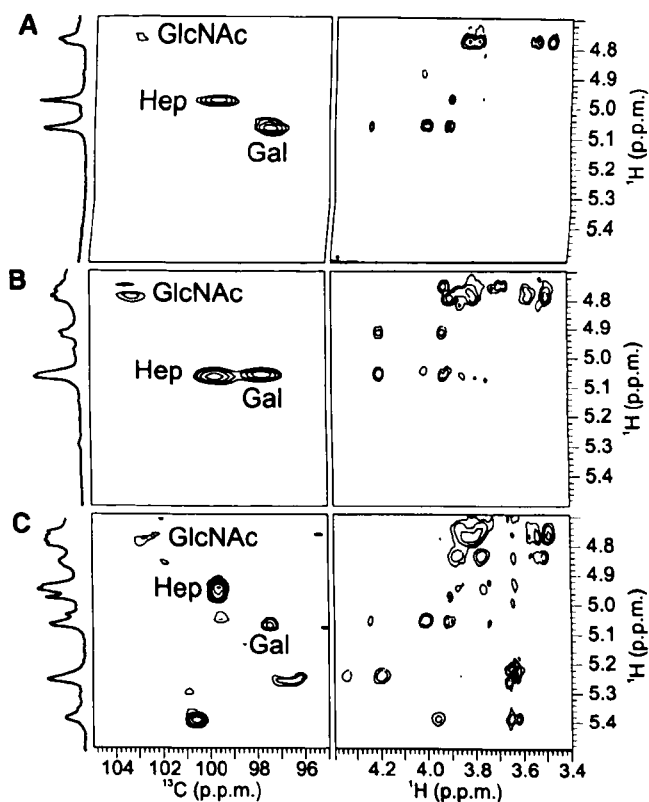 A
GlcNAc
Hep
Gal
4.8
4.9
5.0
5.1
5.2
5.3
5.4
¹H (p.p.m.)
B
GlcNAc
Hep
Gal
4.8
4.9
5.0
5.1
5.2
5.3
5.4
¹H (p.p.m.)
C
GlcNAc
Hep
Gal
4.8
4.9
5.0
5.1
5.2
5.3
5.4
¹H (p.p.m.)
104 102 100 98 96
4.2 4.0 3.8 3.6 3.4
¹³C (p.p.m.)
¹H (p.p.m.)